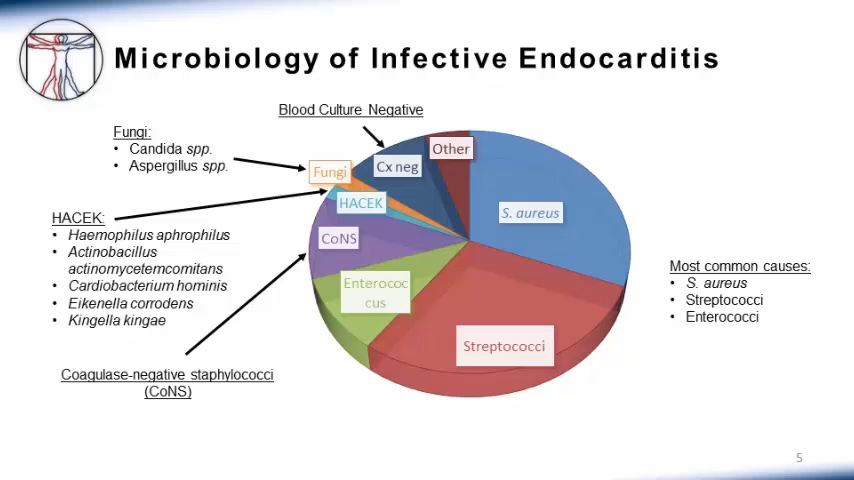 Microbiology of Infective Endocarditis
Blood Culture Negative
Fungi:
• Candida spp.
• Aspergillus spp.
HACEK:
• Haemophilus aphrophilus
• Actinobacillus
actinomycetemcomitans
• Cardiobacterium hominis
• Eikenella corrodens
• Kingella kingae
Coagulase-negative staphylococci
(CoNS)
Other
Cx neg
Fungi
HACEK
CoNS
Enterococ
cus
S. aureus
Streptococci
Most common causes:
• S. aureus
• Streptococci
• Enterococci
5